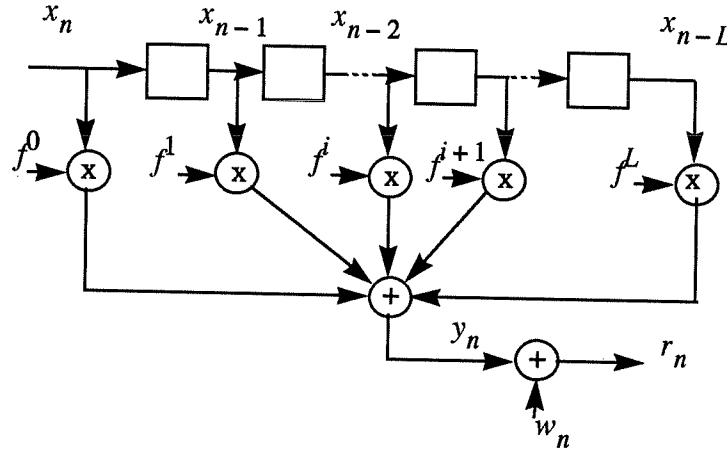 x_n x_{n-1} x_{n-2} x_{n-L}
f^0 x f^1 x f^i x f^{i+1} x f^L x
+
y_n + r_n
w_n